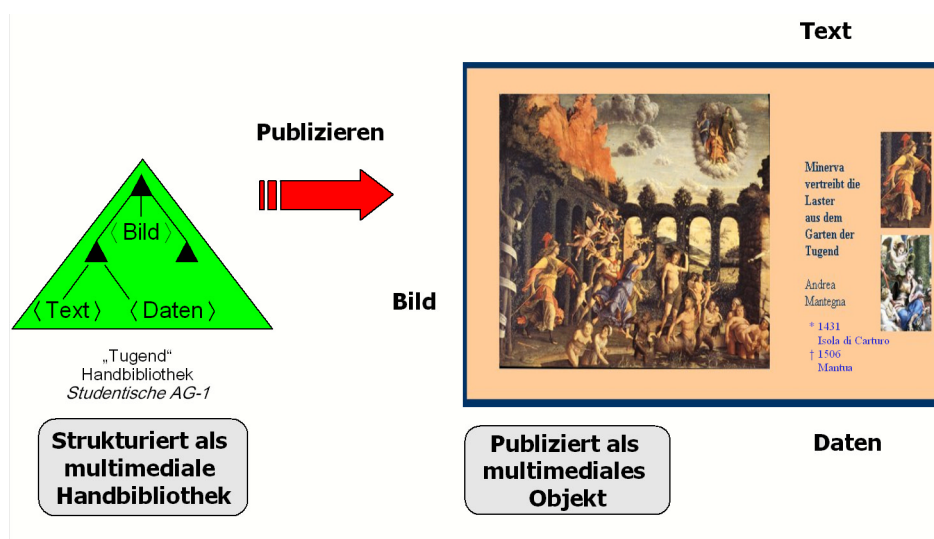 Text
Publizieren
〈 Bild 〉
〈 Text 〉 〈 Daten 〉
„Tugend“
Handbibliothek
Studentische AG-1
Strukturiert als
multimediale
Handbibliothek
Bild
Minerva
vertreibt die
Laster
aus dem
Garten der
Tugend
Andrea
Mantegna
* 1431
Isola di Carturo
† 1506
Mantua
Publiziert als
multimediales
Objekt
Daten